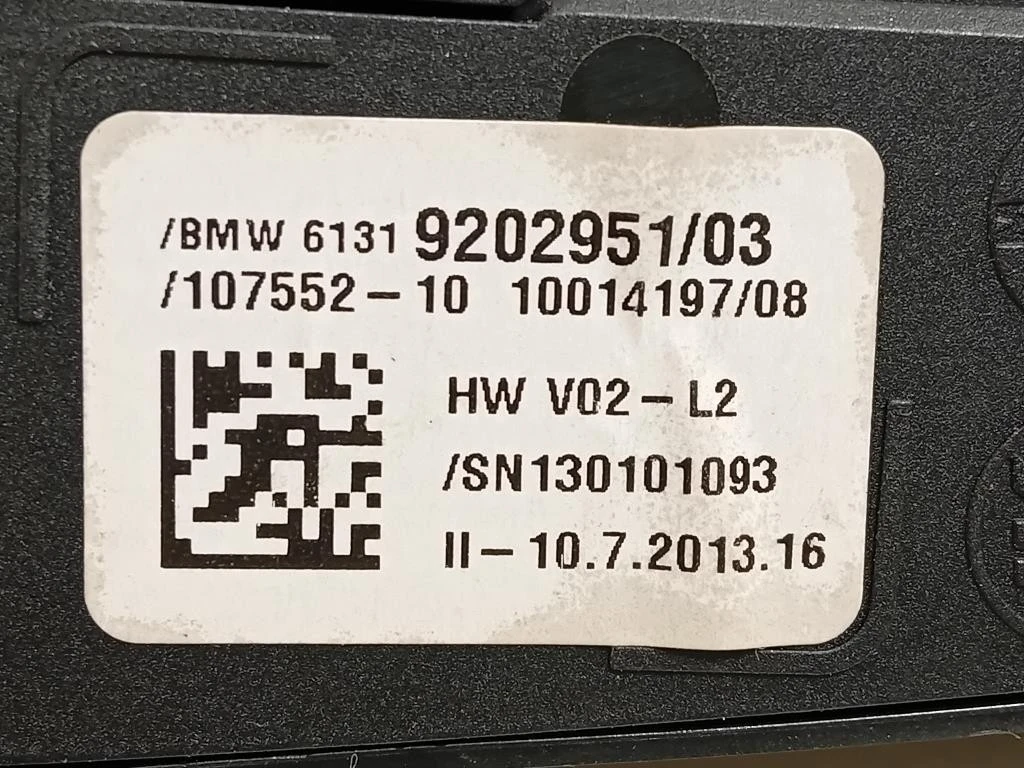 /BMW 6131 9202951/03
/107552-10 10014197/08
HW V02-L2
/SN130101093
II-10.7.2013.16